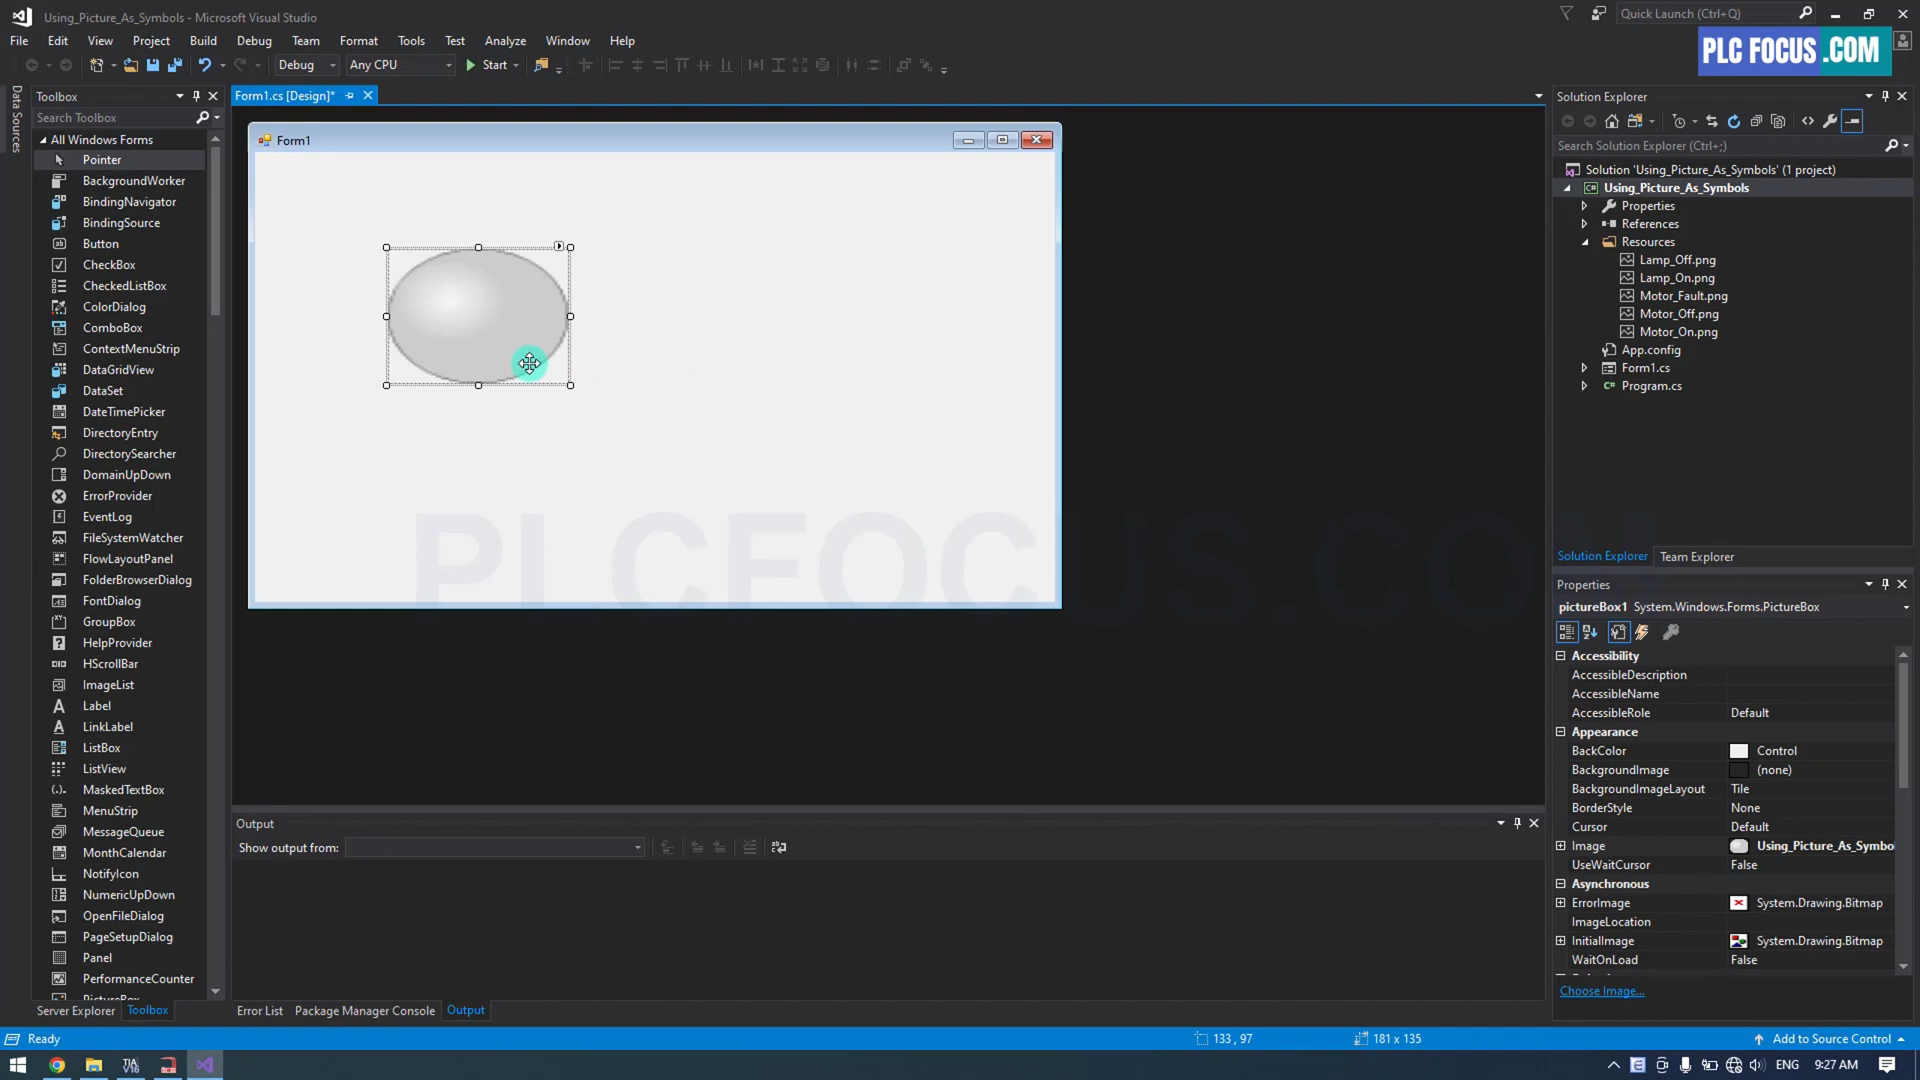 Using_Picture_As_Symbols - Microsoft Visual Studio
Quick Launch (Ctrl+Q)
File Edit View Project Build Debug Team Format Tools Test Analyze Window Help
PLC FOCUS .COM
Debug Any CPU Start
Data Sources
Toolbox
Search Toolbox
All Windows Forms
Pointer
BackgroundWorker
BindingNavigator
BindingSource
Button
CheckBox
CheckedListBox
ColorDialog
ComboBox
ContextMenuStrip
DataGridView
DataSet
DateTimePicker
DirectoryEntry
DirectorySearcher
DomainUpDown
ErrorProvider
EventLog
FileSystemWatcher
FlowLayoutPanel
FolderBrowserDialog
FontDialog
GroupBox
HelpProvider
HScrollBar
ImageList
Label
LinkLabel
ListBox
ListView
MaskedTextBox
MenuStrip
MessageQueue
MonthCalendar
NotifyIcon
NumericUpDown
OpenFileDialog
PageSetupDialog
Panel
PerformanceCounter
PictureBox
Server Explorer Toolbox
Form1.cs [Design]*
Form1
PLCFOCUS.COM
Output
Show output from:
Error List Package Manager Console Output
Solution Explorer
Search Solution Explorer (Ctrl+;)
Solution 'Using_Picture_As_Symbols' (1 project)
Using_Picture_As_Symbols
Properties
References
Resources
Lamp_Off.png
Lamp_On.png
Motor_Fault.png
Motor_Off.png
Motor_On.png
App.config
Form1.cs
Program.cs
Solution Explorer Team Explorer
Properties
pictureBox1 System.Windows.Forms.PictureBox
Accessibility
AccessibleDescription
AccessibleName
AccessibleRole Default
Appearance
BackColor Control
BackgroundImage (none)
BackgroundImageLayout Tile
BorderStyle None
Cursor Default
Image Using_Picture_As_Symbo
UseWaitCursor False
Asynchronous
ErrorImage System.Drawing.Bitmap
ImageLocation
InitialImage System.Drawing.Bitmap
WaitOnLoad False
Choose Image...
Ready 133 , 97 181 x 135 Add to Source Control
ENG 9:27 AM